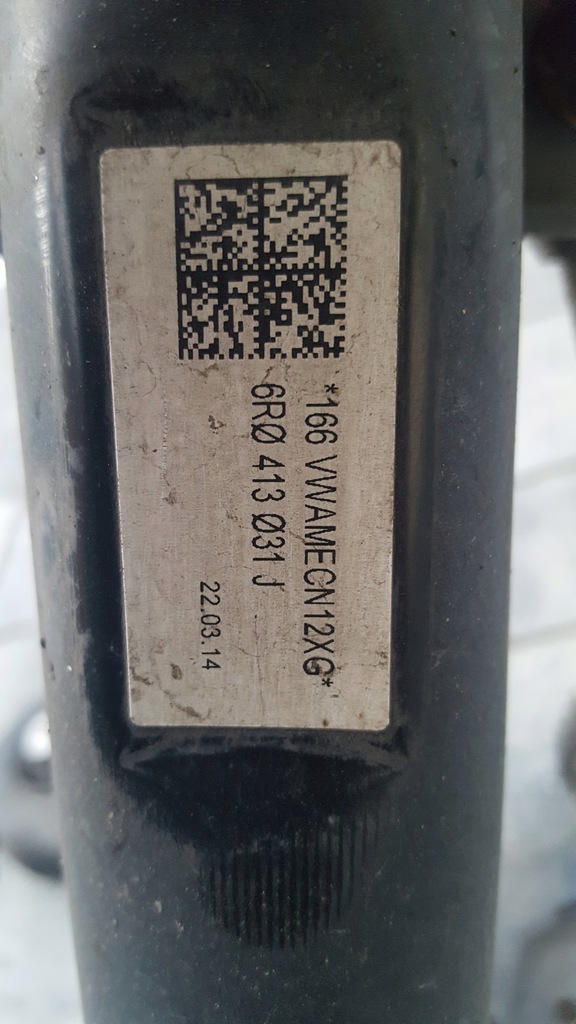 *166 VWAMECN12XG*
6RØ 413 Ø31 J
22.03.14